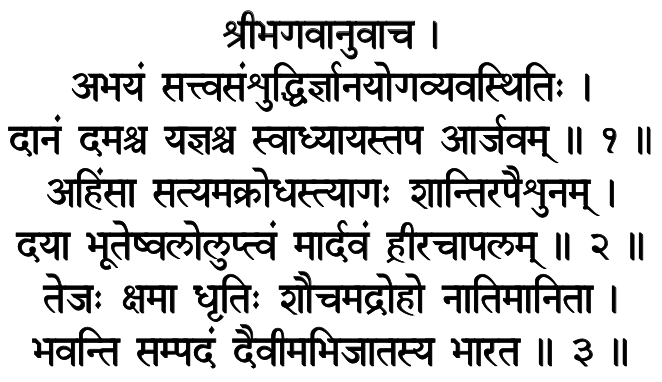 श्रीभगवानुवाच ।
अभयं सत्त्वसंशुद्धिर्ज्ञानयोगव्यवस्थितिः ।
दानं दमश्च यज्ञश्च स्वाध्यायस्तप आर्जवम् ॥ १ ॥
अहिंसा सत्यमक्रोधस्त्यागः शान्तिरपैशुनम् ।
दया भूतेष्वलोलुप्त्वं मार्दवं ह्रीरचापलम् ॥ २ ॥
तेजः क्षमा धृतिः शौचमद्रोहो नातिमानिता ।
भवन्ति सम्पदं दैवीमभिजातस्य भारत ॥ ३ ॥